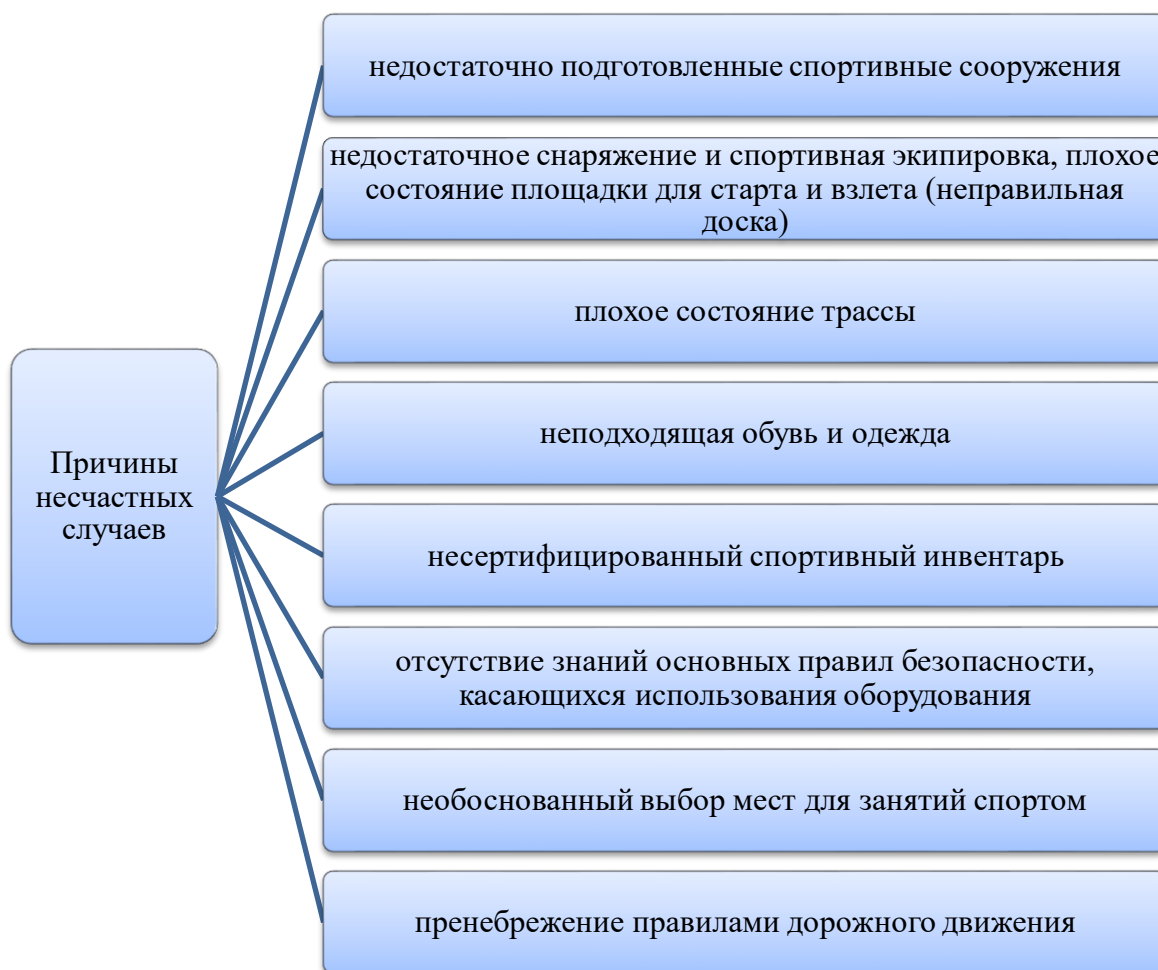 недостаточно подготовленные спортивные сооружения
недостаточное снаряжение и спортивная экипировка, плохое
состояние площадки для старта и взлета (неправильная
доска)
плохое состояние трассы
неподходящая обувь и одежда
Причины
несчастных
случаев
несертифицированный спортивный инвентарь
отсутствие знаний основных правил безопасности,
касающихся использования оборудования
необоснованный выбор мест для занятий спортом
пренебрежение правилами дорожного движения